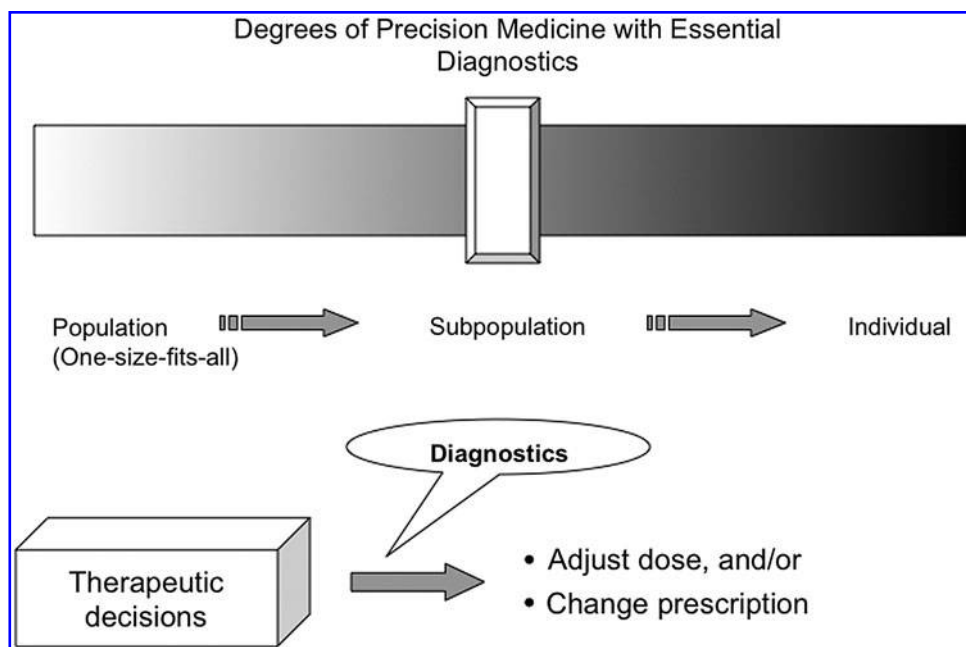 Degrees of Precision Medicine with Essential
Diagnostics
Population
(One-size-fits-all)
Subpopulation
Individual
Diagnostics
Therapeutic
decisions
• Adjust dose, and/or
• Change prescription